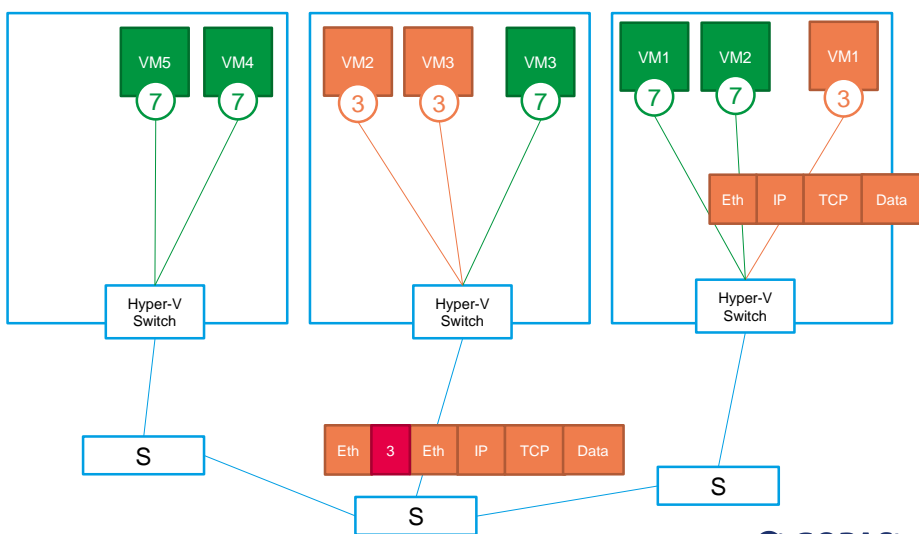 VM5 VM4 VM2 VM3 VM3 VM1 VM2 VM1
7 7 3 3 7 7 7 3
Eth IP TCP Data
Hyper-V
Switch
Hyper-V
Switch
Hyper-V
Switch
Eth 3 Eth IP TCP Data
S
S
S